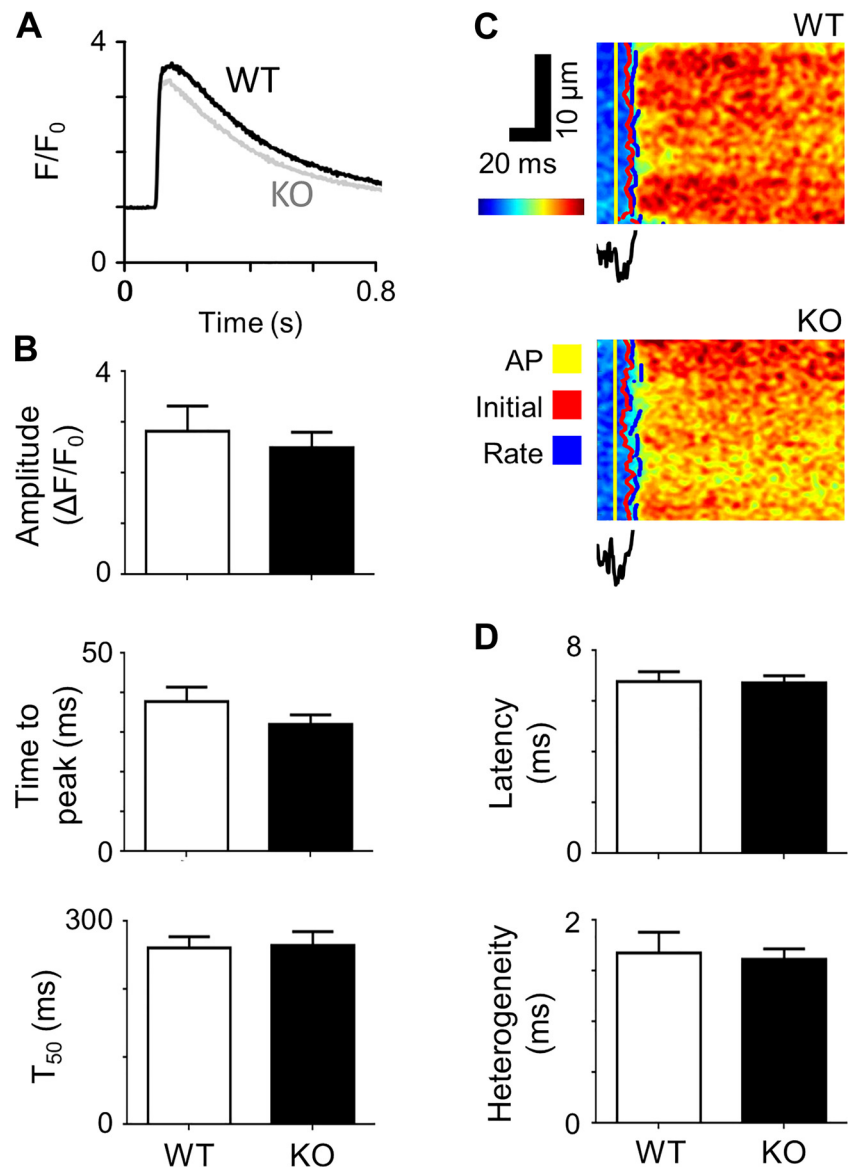 A
4
F/F0
0
WT
KO
0
0.8
Time (s)
B
4
Amplitude
(ΔF/F0)
0
50
Time to
peak (ms)
0
300
T50 (ms)
0
WT
KO
C
WT
10 µm
20 ms
KO
AP
Initial
Rate
D
8
Latency
(ms)
0
2
Heterogeneity
(ms)
0
WT
KO